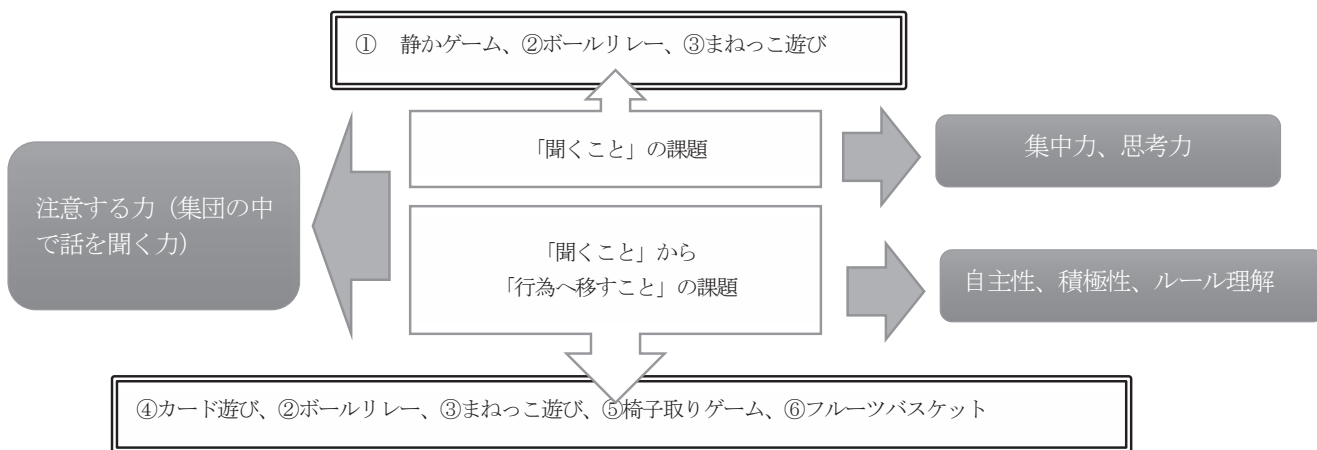 ① 静かゲーム、②ボールリレー、③まねっこ遊び
「聞くこと」の課題
集中力、思考力
注意する力（集団の中
で話を聞く力）
「聞くこと」から
「行為へ移すこと」の課題
自主性、積極性、ルール理解
④カード遊び、②ボールリレー、③まねっこ遊び、⑤椅子取りゲーム、⑥フルーツバスケット